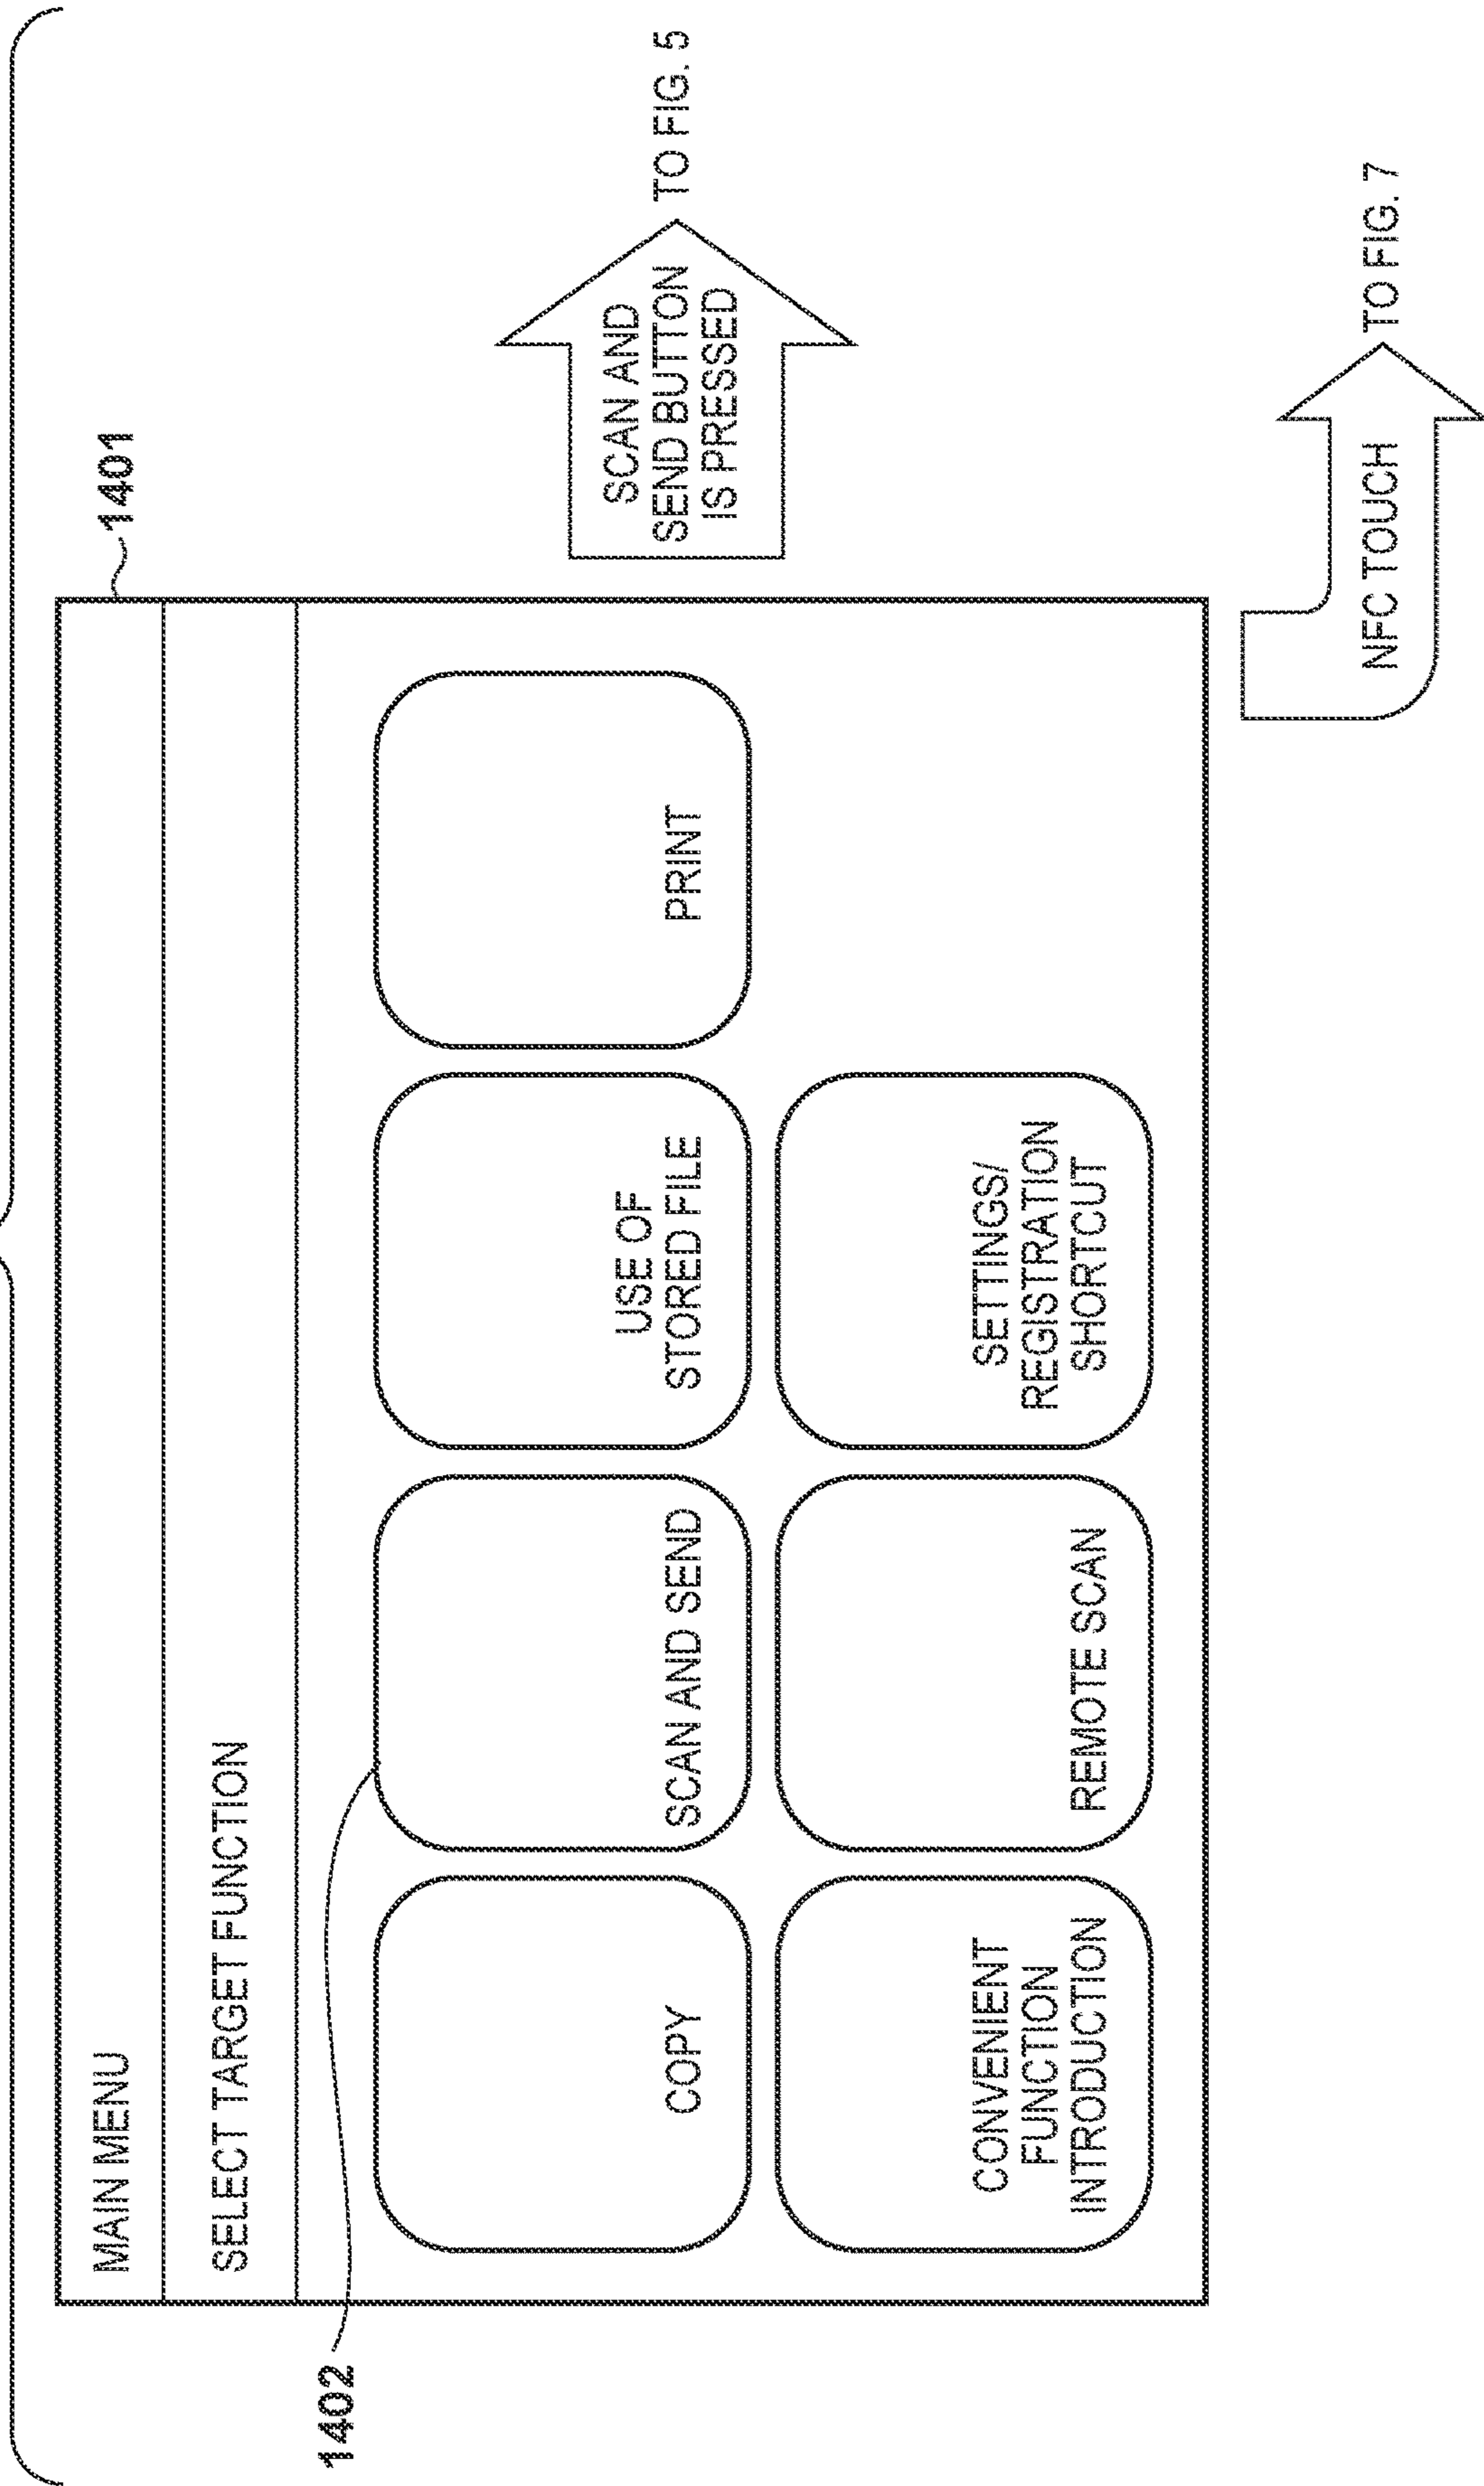 1401
MAIN MENU
SELECT TARGET FUNCTION
1402
COPY
SCAN AND SEND
USE OF
STORED FILE
PRINT
CONVENIENT
FUNCTION
INTRODUCTION
REMOTE SCAN
SETTINGS/
REGISTRATION
SHORTCUT
SCAN AND
SEND BUTTON
IS PRESSED
TO FIG. 5
NFC TOUCH
TO FIG. 7